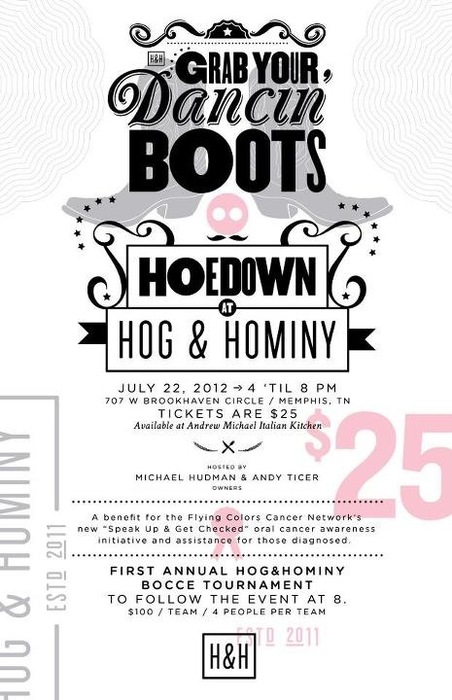 H&H
GRAB YOUR,
Dancin
BOOTS
HOEDOWN
AT
HOG & HOMINY
JULY 22, 2012 → 4 'TIL 8 PM
707 W BROOKHAVEN CIRCLE / MEMPHIS, TN
TICKETS ARE $25
Available at Andrew Michael Italian Kitchen
$25
HOSTED BY
MICHAEL HUDMAN & ANDY TICER
OWNERS
A benefit for the Flying Colors Cancer Network's
new "Speak Up & Get Checked" oral cancer awareness
initiative and assistance for those diagnosed.
FIRST ANNUAL HOG&HOMINY
BOCCE TOURNAMENT
TO FOLLOW THE EVENT AT 8.
$100 / TEAM / 4 PEOPLE PER TEAM
ESTD 2011
H&H
HOG & HOMINY
ESTD 2011